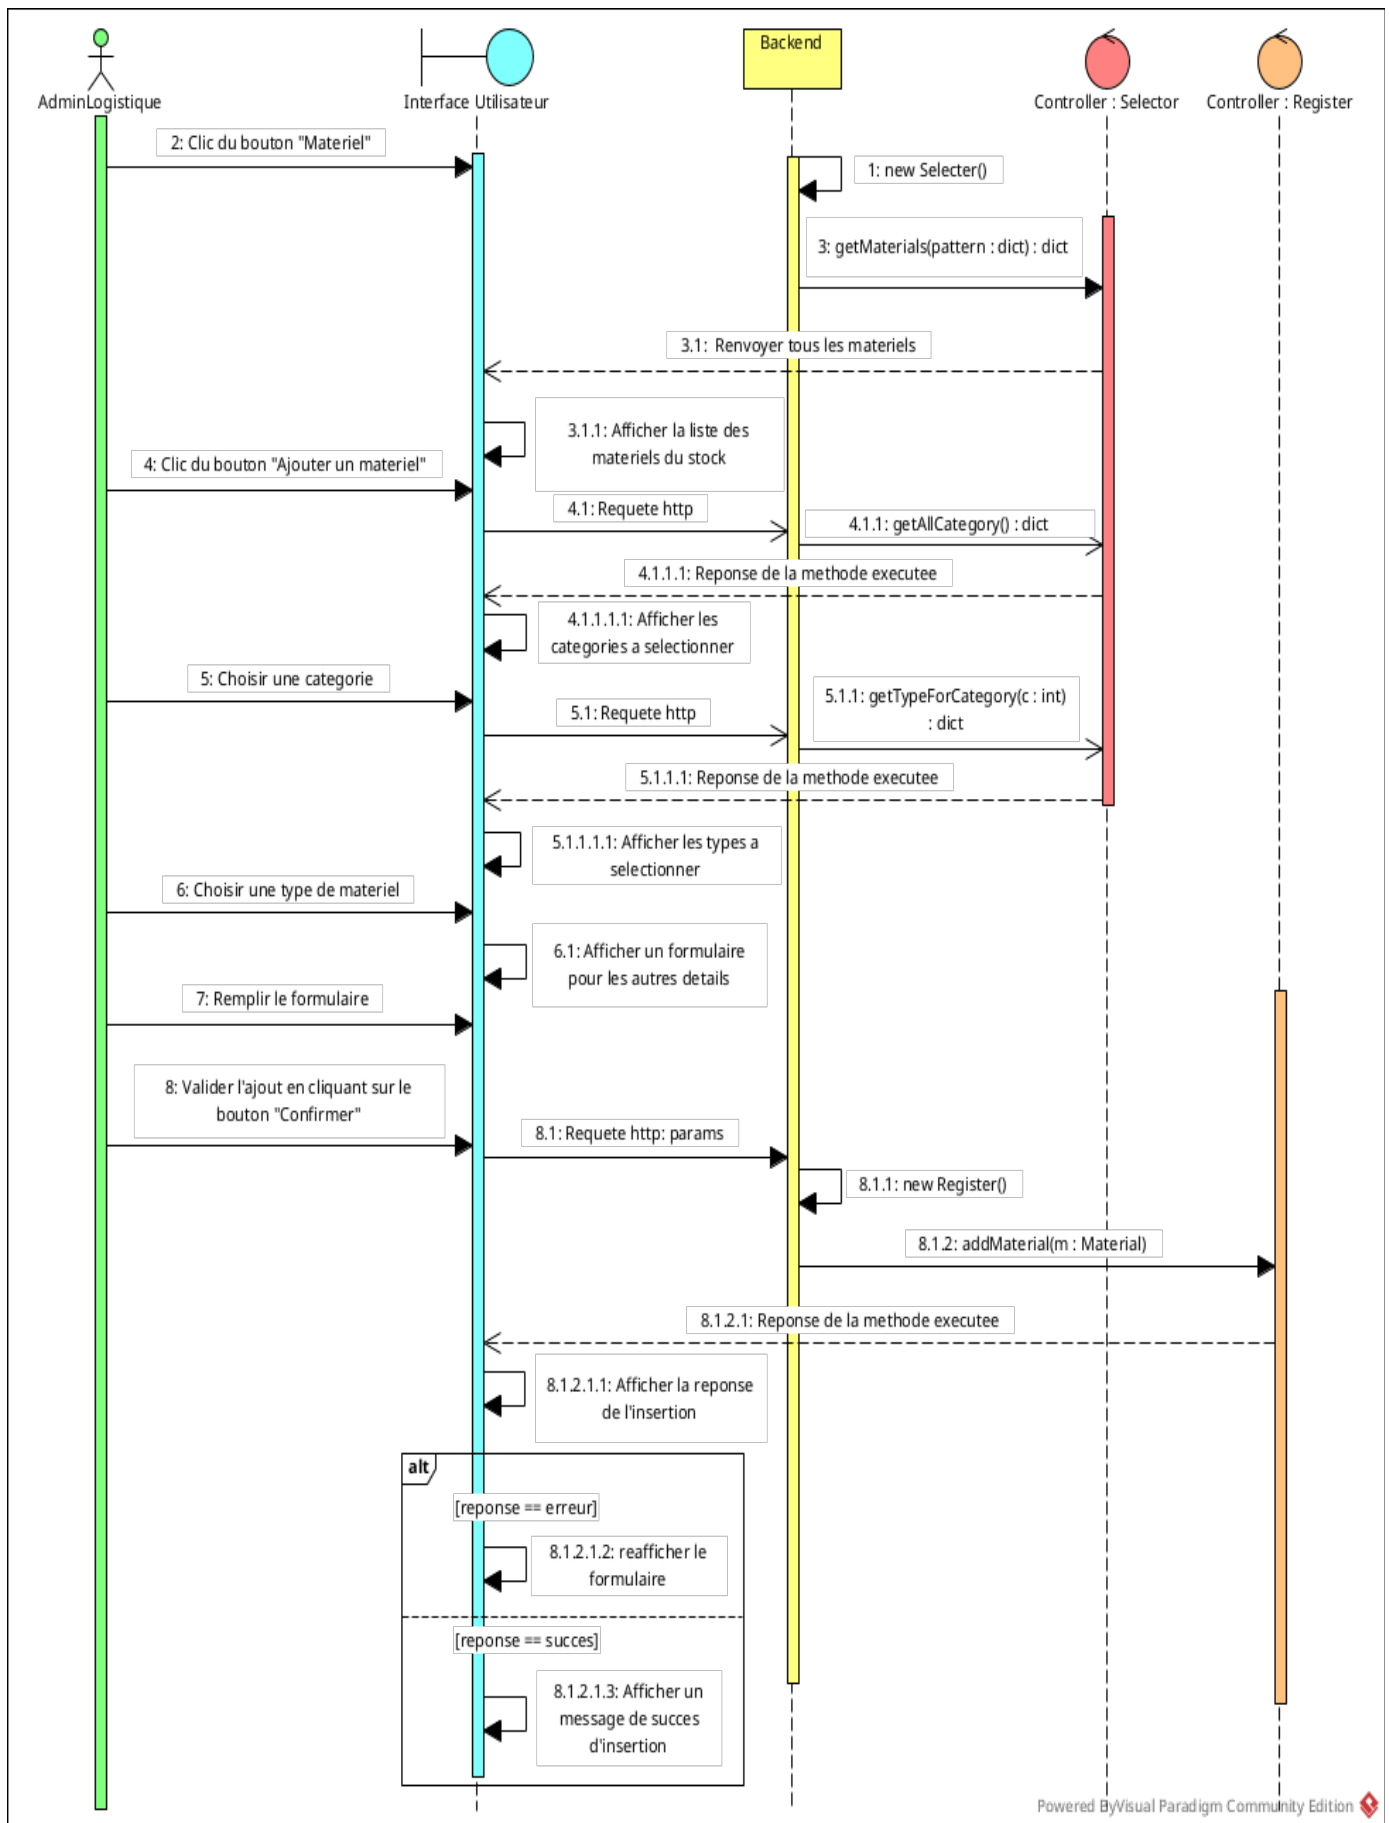 Backend
AdminLogistique
Interface Utilisateur
Controller : Selector
Controller : Register
2: Clic du bouton "Materiel"
1: new Selecter()
3: getMaterials(pattern : dict) : dict
3.1:  Renvoyer tous les materiels
3.1.1: Afficher la liste des
materiels du stock
4: Clic du bouton "Ajouter un materiel"
4.1: Requete http
4.1.1: getAllCategory() : dict
4.1.1.1: Reponse de la methode executee
4.1.1.1.1: Afficher les
categories a selectionner
5: Choisir une categorie
5.1: Requete http
5.1.1: getTypeForCategory(c : int)
: dict
5.1.1.1: Reponse de la methode executee
5.1.1.1.1: Afficher les types a
selectionner
6: Choisir une type de materiel
6.1: Afficher un formulaire
pour les autres details
7: Remplir le formulaire
8: Valider l'ajout en cliquant sur le
bouton "Confirmer"
8.1: Requete http: params
8.1.1: new Register()
8.1.2: addMaterial(m : Material)
8.1.2.1: Reponse de la methode executee
8.1.2.1.1: Afficher la reponse
de l'insertion
alt
[reponse == erreur]
8.1.2.1.2: reafficher le
formulaire
[reponse == succes]
8.1.2.1.3: Afficher un
message de succes
d'insertion
Powered ByVisual Paradigm Community Edition